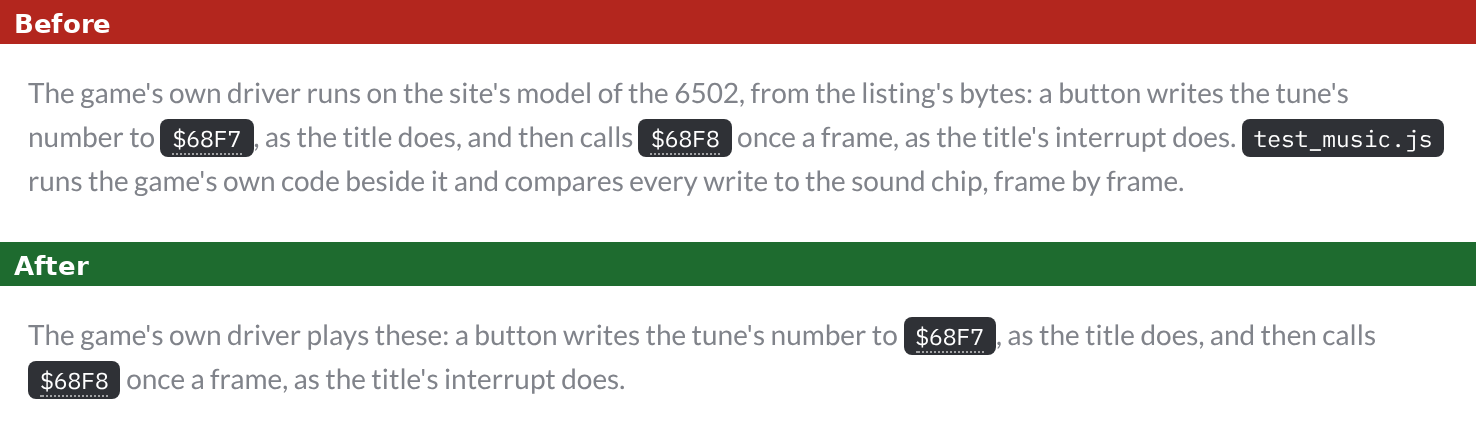 Before
The game's own driver runs on the site's model of the 6502, from the listing's bytes: a button writes the tune's
number to $68F7, as the title does, and then calls $68F8 once a frame, as the title's interrupt does. test_music.js
runs the game's own code beside it and compares every write to the sound chip, frame by frame.
After
The game's own driver plays these: a button writes the tune's number to $68F7, as the title does, and then calls
$68F8 once a frame, as the title's interrupt does.